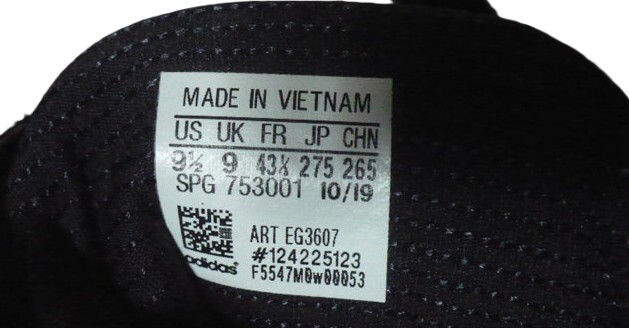 MADE IN VIETNAM
US UK FR JP CHN
9½ 9 43⅓ 275 265
SPG 753001 10/19
ART EG3607
#124225123
adidas® F5547M0w00053